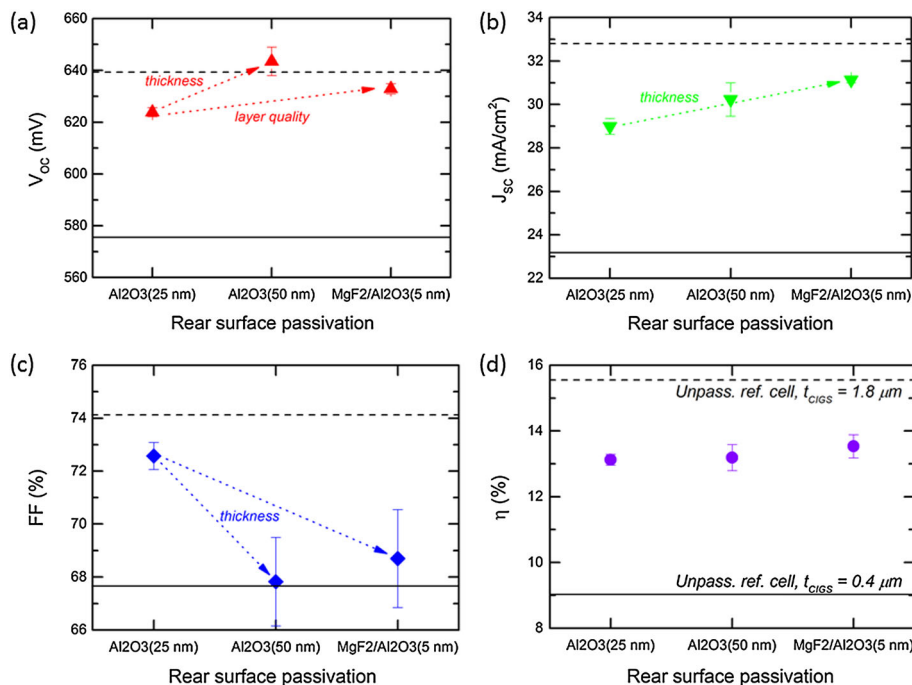 (a)
660
640
620
600
580
560
V_OC (mV)
thickness
layer quality
Al2O3(25 nm)
Al2O3(50 nm)
MgF2/Al2O3(5 nm)
Rear surface passivation
(b)
34
32
30
28
26
24
22
J_SC (mA/cm²)
thickness
Al2O3(25 nm)
Al2O3(50 nm)
MgF2/Al2O3(5 nm)
Rear surface passivation
(c)
76
74
72
70
68
66
FF (%)
thickness
Al2O3(25 nm)
Al2O3(50 nm)
MgF2/Al2O3(5 nm)
Rear surface passivation
(d)
16
14
12
10
8
η (%)
Unpass. ref. cell, t_CIGS = 1.8 μm
Unpass. ref. cell, t_CIGS = 0.4 μm
Al2O3(25 nm)
Al2O3(50 nm)
MgF2/Al2O3(5 nm)
Rear surface passivation